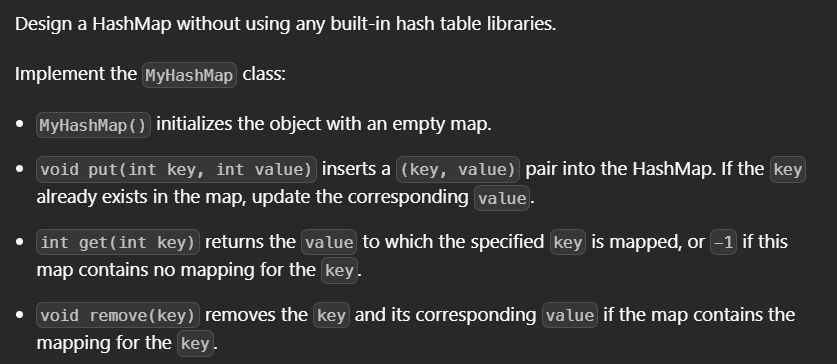 Design a HashMap without using any built-in hash table libraries.
Implement the MyHashMap class:
• MyHashMap() initializes the object with an empty map.
• void put(int key, int value) inserts a (key, value) pair into the HashMap. If the key
already exists in the map, update the corresponding value.
• int get(int key) returns the value to which the specified key is mapped, or -1 if this
map contains no mapping for the key.
• void remove(key) removes the key and its corresponding value if the map contains the
mapping for the key.